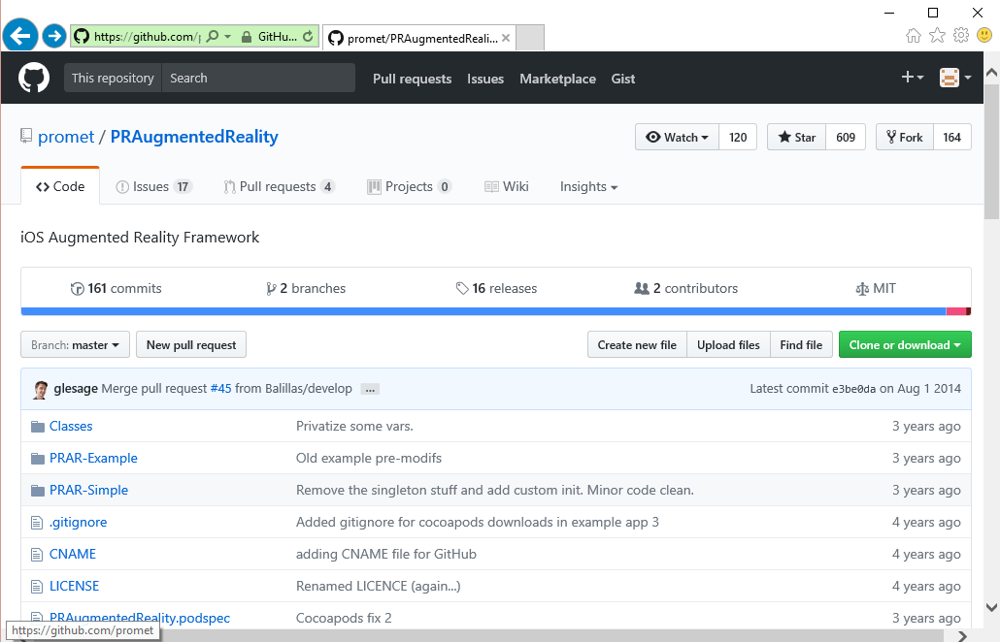 https://github.com/ GitHu... promet/PRAugmentedReali...
This repository Search Pull requests Issues Marketplace Gist
promet / PRAugmentedReality Watch 120 Star 609 Fork 164
Code Issues 17 Pull requests 4 Projects 0 Wiki Insights
iOS Augmented Reality Framework
161 commits 2 branches 16 releases 2 contributors MIT
Branch: master New pull request Create new file Upload files Find file Clone or download
glesage Merge pull request #45 from Balillas/develop ... Latest commit e3be0da on Aug 1 2014
Classes Privatize some vars. 3 years ago
PRAR-Example Old example pre-modifs 3 years ago
PRAR-Simple Remove the singleton stuff and add custom init. Minor code clean. 3 years ago
.gitignore Added gitignore for cocoapods downloads in example app 3 4 years ago
CNAME adding CNAME file for GitHub 4 years ago
LICENSE Renamed LICENCE (again...) 4 years ago
PRAugmentedReality.podspec Cocoapods fix 2 3 years ago
https://github.com/promet